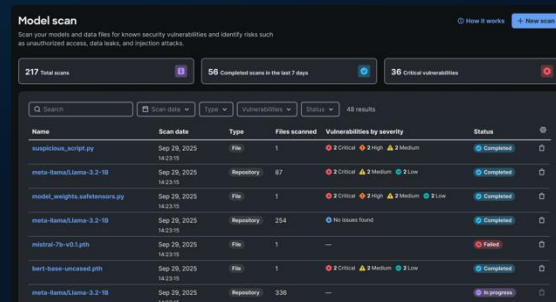 Model scan
How it works
+ New scan
Scan your models and data files for known security vulnerabilities and identify risks such
as unauthorized access, data leaks, and injection attacks.
217 Total scans
56 Completed scans in the last 7 days
36 Critical vulnerabilities
Search
Scan date
Type
Vulnerabilities
Status
48 results
Name Scan date Type Files scanned Vulnerabilities by severity Status
suspicious_script.py Sep 29, 2025 File 1 2 Critical 2 High 2 Medium Completed
14:23:15
meta-llama/Llama-3.2-1B Sep 29, 2025 Repository 87 2 Critical 2 High 2 Medium 2 Low Completed
14:23:15
model_weights.safetensors.py Sep 29, 2025 File 1 2 Critical 2 High 2 Medium 2 Low Completed
14:23:15
meta-llama/Llama-3.2-1B Sep 29, 2025 Repository 254 No issues found Completed
14:23:15
mistral-7b-v0.1.pth Sep 29, 2025 File 1 — Failed
14:23:15
bert-base-uncased.pth Sep 29, 2025 File 1 2 Critical 2 Medium 2 Low Completed
14:23:15
meta-llama/Llama-3.2-1B Sep 29, 2025 Repository 336 — In progress
14:23:15